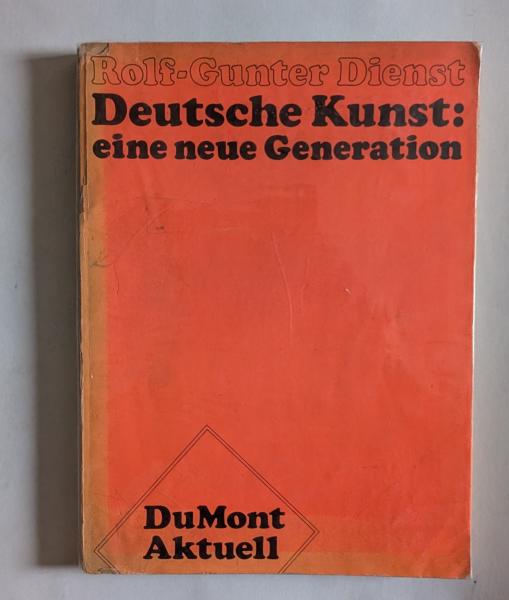 Rolf-Gunter Dienst
Deutsche Kunst:
eine neue Generation
DuMont
Aktuell